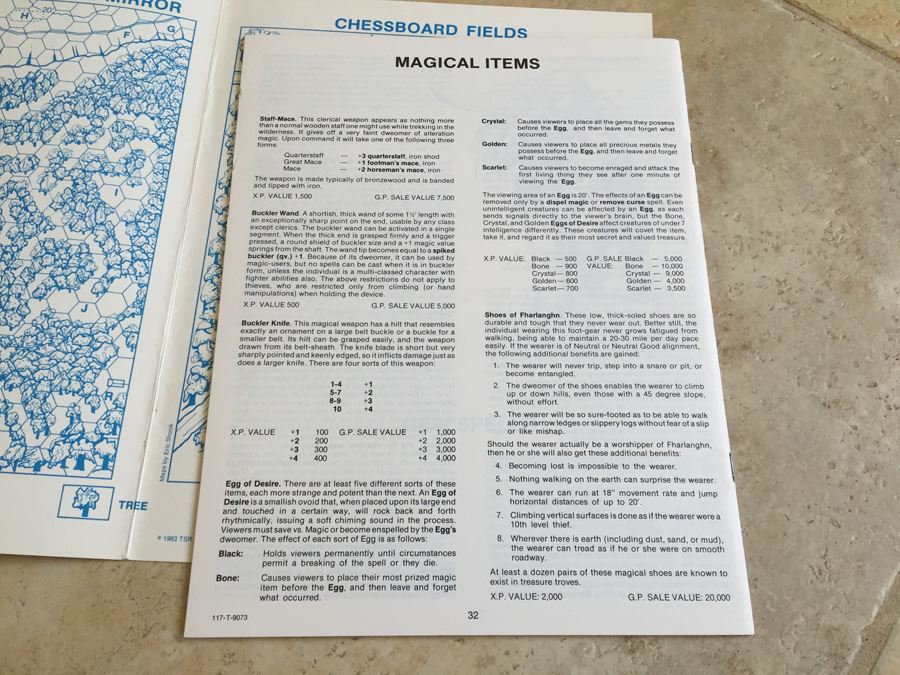 MIRROR
H
20'
F
G
CHESSBOARD FIELDS
MAGICAL ITEMS
Staff-Mace. This clerical weapon appears as nothing more
than a normal wooden staff one might use while trekking in the
wilderness. It gives off a very faint dweomer of alteration
magic. Upon command it will take one of the following three
forms:
Quarterstaff — +3 quarterstaff, iron shod
Great Mace — +1 footman's mace, iron
Mace — +2 horseman's mace, iron
The weapon is made typically of bronzewood and is banded
and tipped with iron.
X.P. VALUE 1,500 G.P. SALE VALUE 7,500
Buckler Wand. A shortish, thick wand of some 1½' length with
an exceptionally sharp point on the end, usable by any class
except clerics. The buckler wand can be activated in a single
segment. When the thick end is grasped firmly and a trigger
pressed, a round shield of buckler size and a +1 magic value
springs from the shaft. The wand tip becomes equal to a spiked
buckler (qv.) +1. Because of its dweomer, it can be used by
magic-users, but no spells can be cast when it is in buckler
form, unless the individual is a multi-classed character with
fighter abilities also. The above restrictions do not apply to
thieves, who are restricted only from climbing (or hand
manipulations) when holding the device.
X.P. VALUE 500 G.P. SALE VALUE 5,000
Buckler Knife. This magical weapon has a hilt that resembles
exactly an ornament on a large belt buckle or a buckle for a
smaller belt. Its hilt can be grasped easily, and the weapon
drawn from its belt-sheath. The knife blade is short but very
sharply pointed and keenly edged, so it inflicts damage just as
does a larger knife. There are four sorts of this weapon:
1-4 +1
5-7 +2
8-9 +3
10 +4
X.P. VALUE +1 100 G.P. SALE VALUE +1 1,000
+2 200 +2 2,000
+3 300 +3 3,000
+4 400 +4 4,000
Egg of Desire. There are at least five different sorts of these
items, each more strange and potent than the next. An Egg of
Desire is a smallish ovoid that, when placed upon its large end
and touched in a certain way, will rock back and forth
rhythmically, issuing a soft chiming sound in the process.
Viewers must save vs. Magic or become enspelled by the Egg's
dweomer. The effect of each sort of Egg is as follows:
Black: Holds viewers permanently until circumstances
permit a breaking of the spell or they die.
Bone: Causes viewers to place their most prized magic
item before the Egg, and then leave and forget
what occurred.
Crystal: Causes viewers to place all the gems they possess
before the Egg, and then leave and forget what
occurred.
Golden: Causes viewers to place all precious metals they
possess before the Egg, and then leave and forget
what occurred.
Scarlet: Causes viewers to become enraged and attack the
first living thing they see after one minute of
viewing the Egg.
The viewing area of an Egg is 20'. The effects of an Egg can be
removed only by a dispel magic or remove curse spell. Even
unintelligent creatures can be affected by an Egg, as each
sends signals directly to the viewer's brain, but the Bone,
Crystal, and Golden Eggs of Desire affect creatures of under 7
intelligence differently. These creatures will covet the item,
take it, and regard it as their most secret and valued treasure.
X.P. VALUE: Black — 500 G.P. SALE Black — 5,000
Bone — 900 VALUE: Bone — 10,000
Crystal — 800 Crystal — 9,000
Golden — 600 Golden — 4,000
Scarlet — 700 Scarlet — 3,500
Shoes of Fharlanghn. These low, thick-soled shoes are so
durable and tough that they never wear out. Better still, the
individual wearing this foot-gear never grows fatigued from
walking, being able to maintain a 20-30 mile per day pace
easily. If the wearer is of Neutral or Neutral Good alignment,
the following additional benefits are gained:
1. The wearer will never trip, step into a snare or pit, or
become entangled.
2. The dweomer of the shoes enables the wearer to climb
up or down hills, even those with a 45 degree slope,
without effort.
3. The wearer will be so sure-footed as to be able to walk
along narrow ledges or slippery logs without fear of a slip
or like mishap.
Should the wearer actually be a worshipper of Fharlanghn,
then he or she will also get these additional benefits:
4. Becoming lost is impossible to the wearer.
5. Nothing walking on the earth can surprise the wearer.
6. The wearer can run at 18" movement rate and jump
horizontal distances of up to 20'.
7. Climbing vertical surfaces is done as if the wearer were a
10th level thief.
8. Wherever there is earth (including dust, sand, or mud),
the wearer can tread as if he or she were on smooth
roadway.
At least a dozen pairs of these magical shoes are known to
exist in treasure troves.
X.P. VALUE: 2,000 G.P. SALE VALUE: 20,000
117-T-9073
32
Maps by Eric Shook
TREE
© 1983 TSR